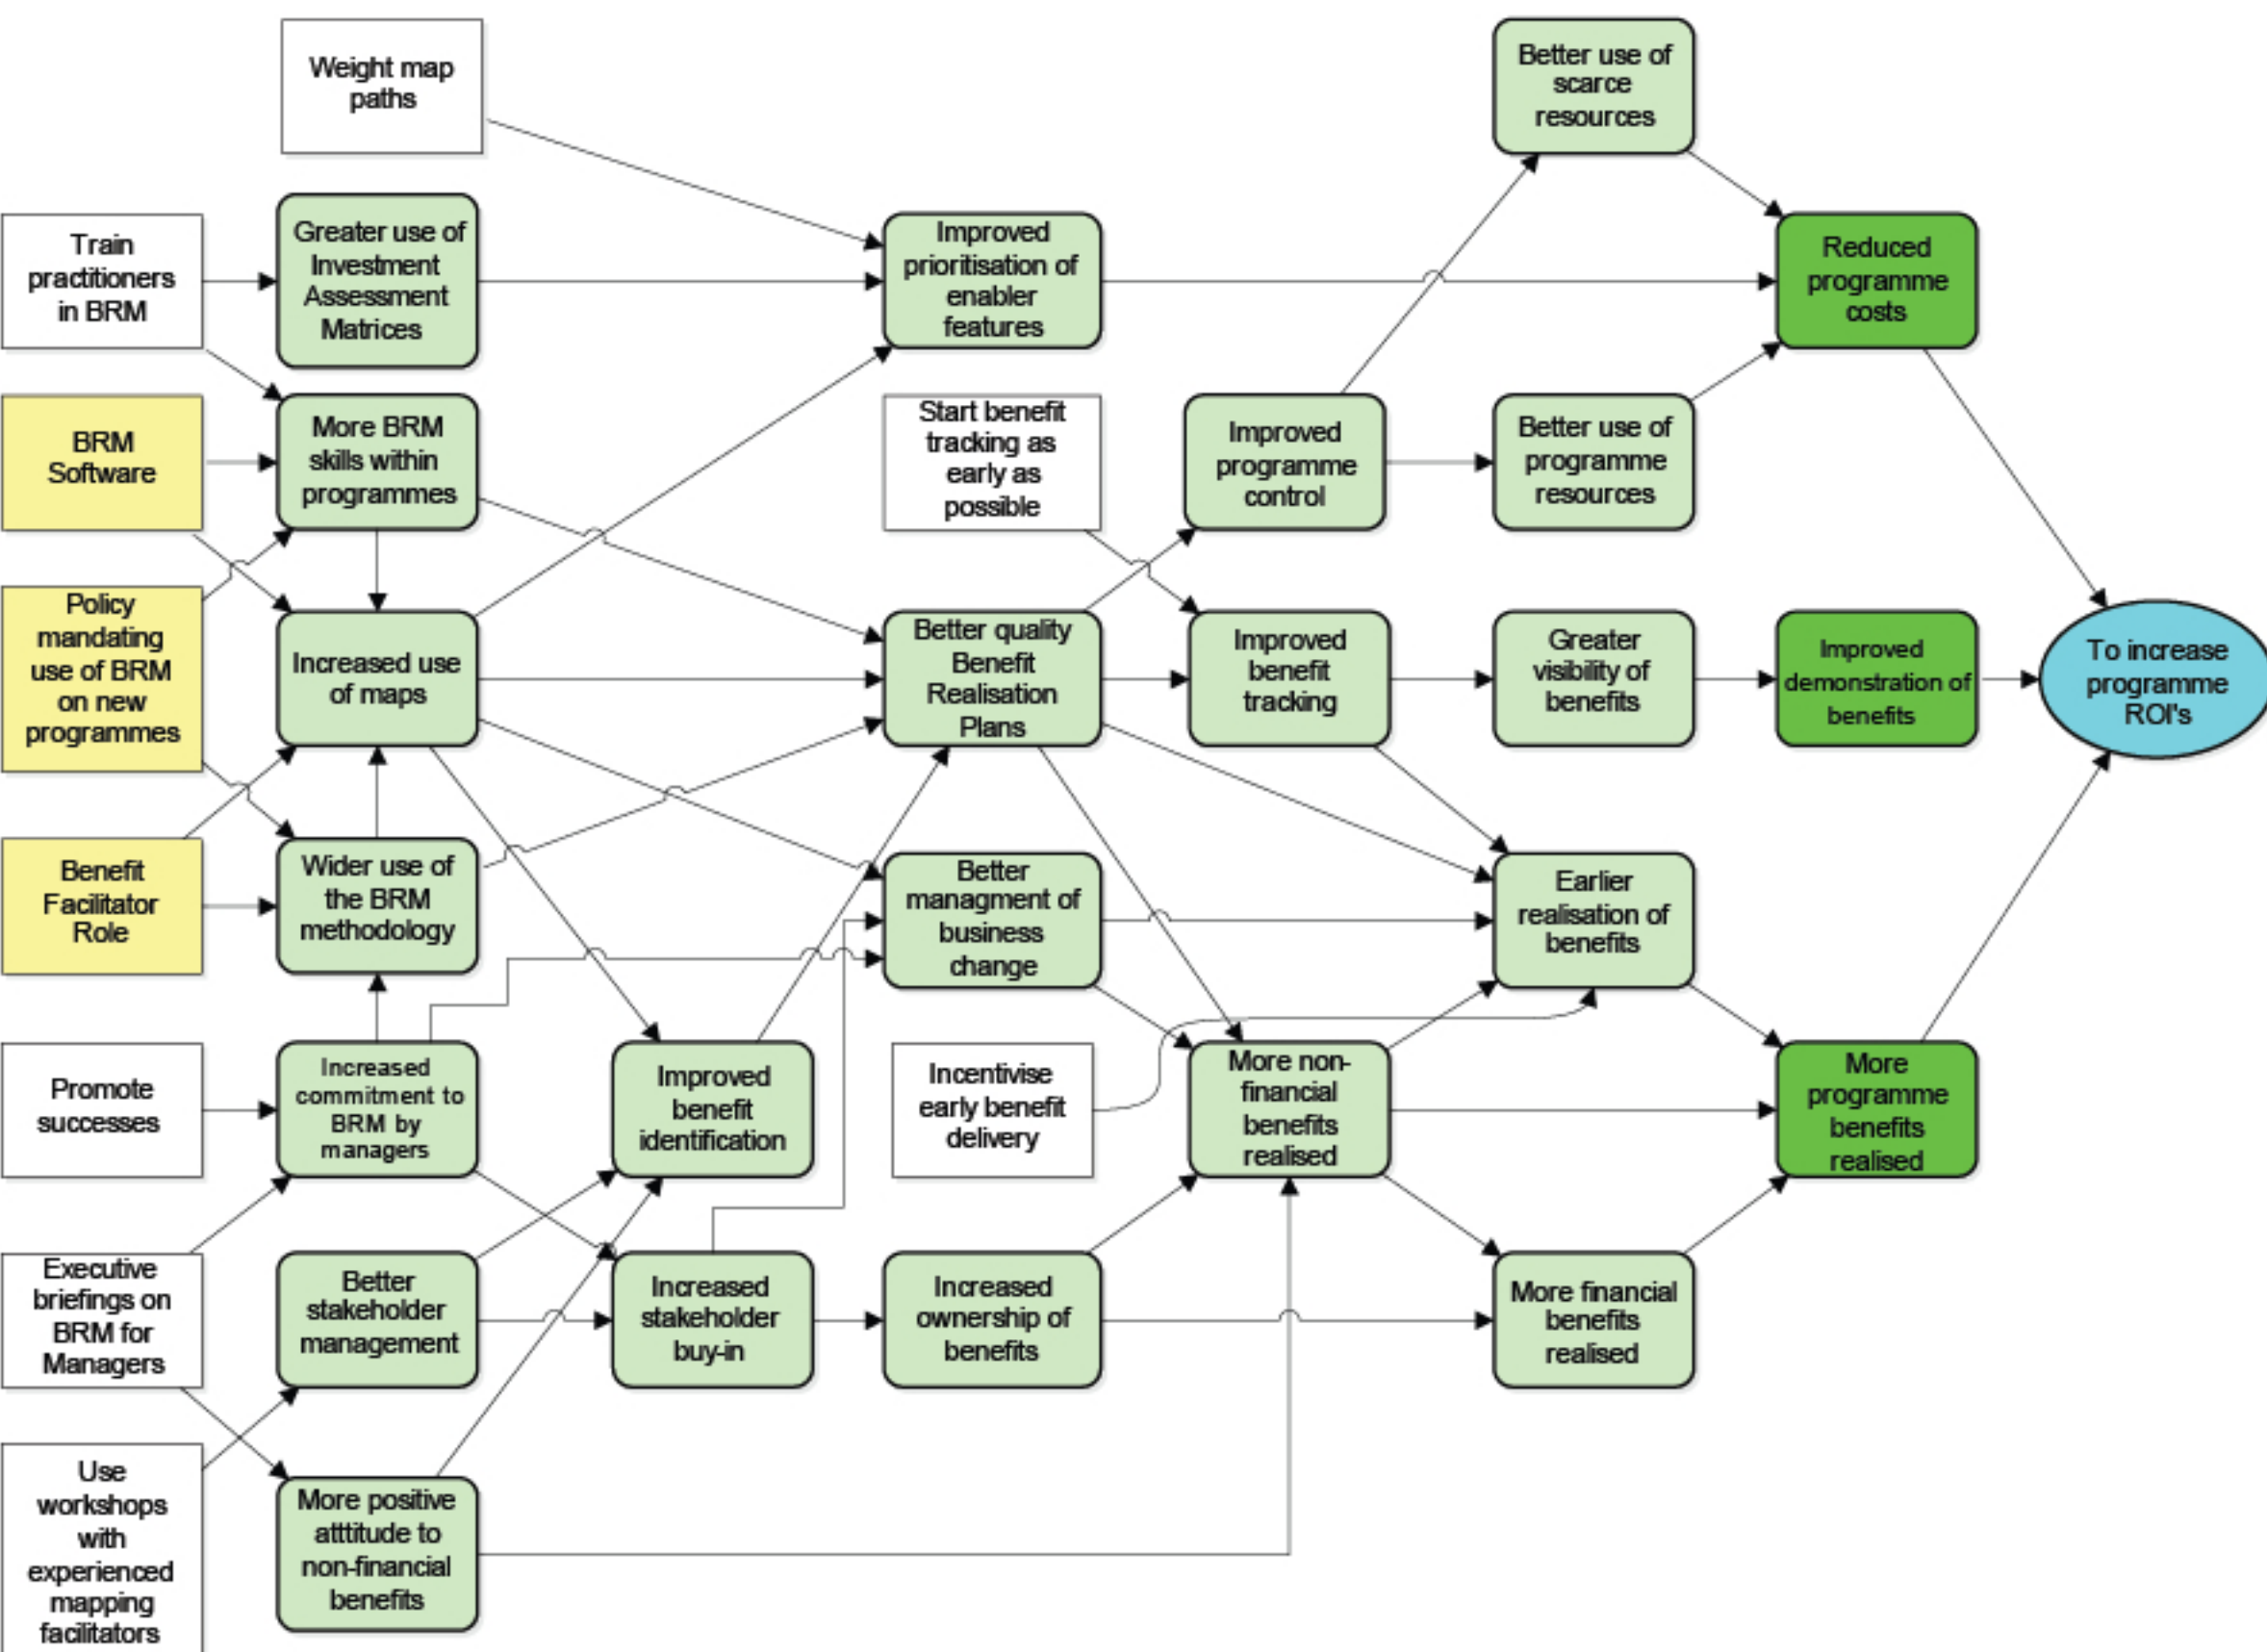 Weight map
paths
Better use of
scarce
resources
Train
practitioners
in BRM
Greater use of
Investment
Assessment
Matrices
Improved
prioritisation of
enabler
features
Reduced
programme
costs
BRM
Software
More BRM
skills within
programmes
Start benefit
tracking as
early as
possible
Improved
programme
control
Better use of
programme
resources
Policy
mandating
use of BRM
on new
programmes
Increased use
of maps
Better quality
Benefit
Realisation
Plans
Improved
benefit
tracking
Greater
visibility of
benefits
Improved
demonstration of
benefits
To increase
programme
ROI's
Benefit
Facilitator
Role
Wider use of
the BRM
methodology
Better
managment of
business
change
Earlier
realisation of
benefits
Promote
successes
Increased
commitment to
BRM by
managers
Improved
benefit
identification
Incentivise
early benefit
delivery
More non-
financial
benefits
realised
More
programme
benefits
realised
Executive
briefings on
BRM for
Managers
Better
stakeholder
management
Increased
stakeholder
buy-in
Increased
ownership of
benefits
More financial
benefits
realised
Use
workshops
with
experienced
mapping
facilitators
More positive
atttitude to
non-financial
benefits